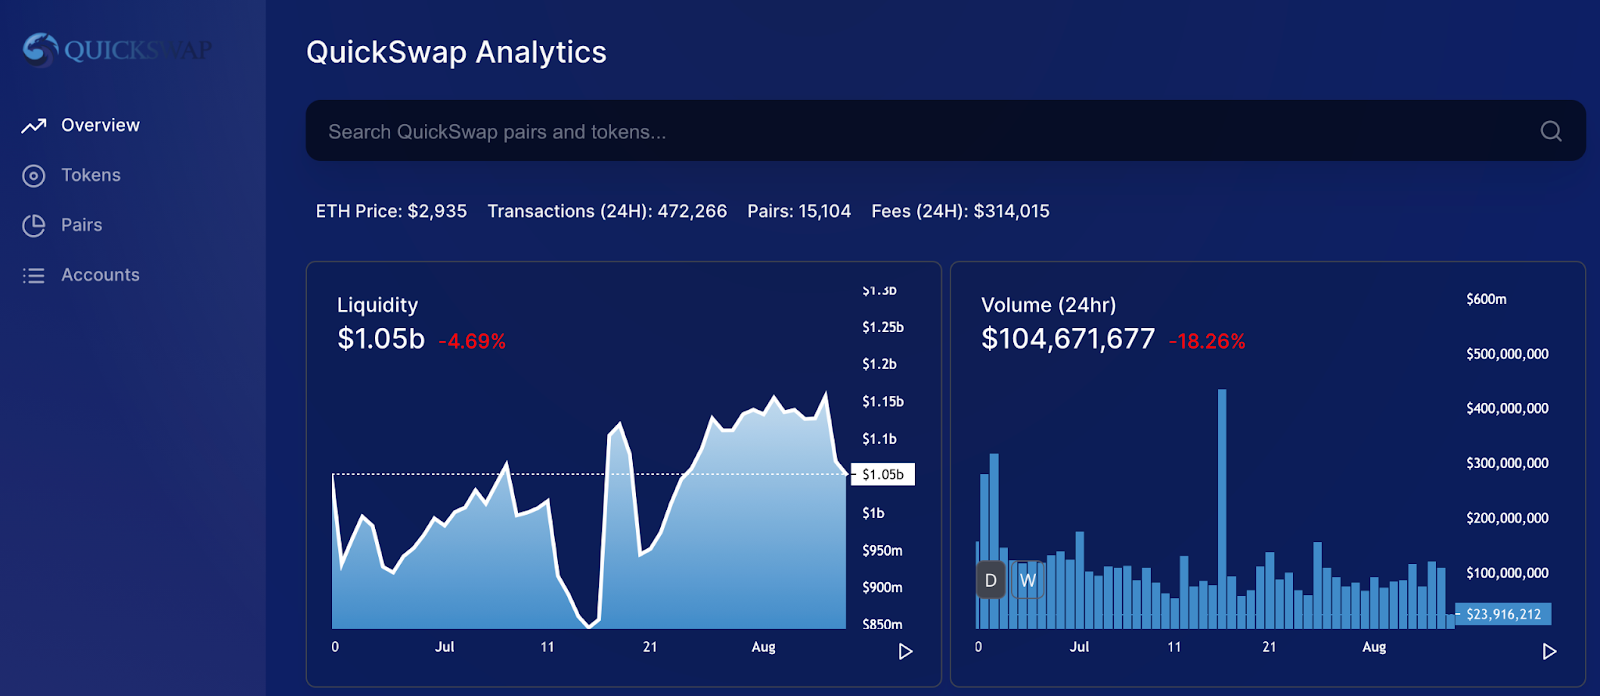 QUICKSWAP
Overview
Tokens
Pairs
Accounts
QuickSwap Analytics
Search QuickSwap pairs and tokens...
ETH Price: $2,935 Transactions (24H): 472,266 Pairs: 15,104 Fees (24H): $314,015
Liquidity
$1.05b -4.69%
$1.3b
$1.25b
$1.2b
$1.15b
$1.1b
$1.05b
$1b
$950m
$900m
$850m
0 Jul 11 21 Aug
Volume (24hr)
$104,671,677 -18.26%
$600m
$500,000,000
$400,000,000
$300,000,000
$200,000,000
$100,000,000
D W
$23,916,212
0 Jul 11 21 Aug